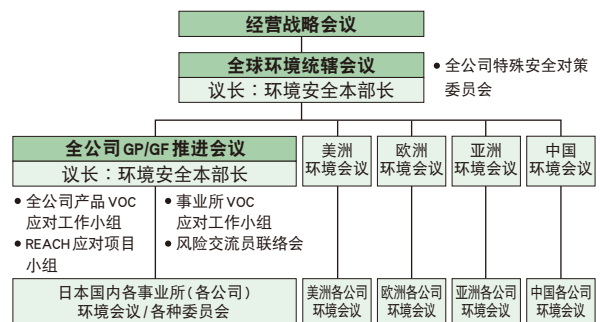 经营战略会议
全球环境统辖会议
议长：环境安全本部长
• 全公司特殊安全对策
委员会
全公司GP/GF推进会议
议长：环境安全本部长
美洲
环境会议
欧洲
环境会议
亚洲
环境会议
中国
环境会议
• 全公司产品VOC
应对工作小组
• REACH应对项目
小组
• 事业所VOC
应对工作小组
• 风险交流员联络会
日本国内各事业所(各公司)
环境会议/各种委员会
美洲各公司
环境会议
欧洲各公司
环境会议
亚洲各公司
环境会议
中国各公司
环境会议